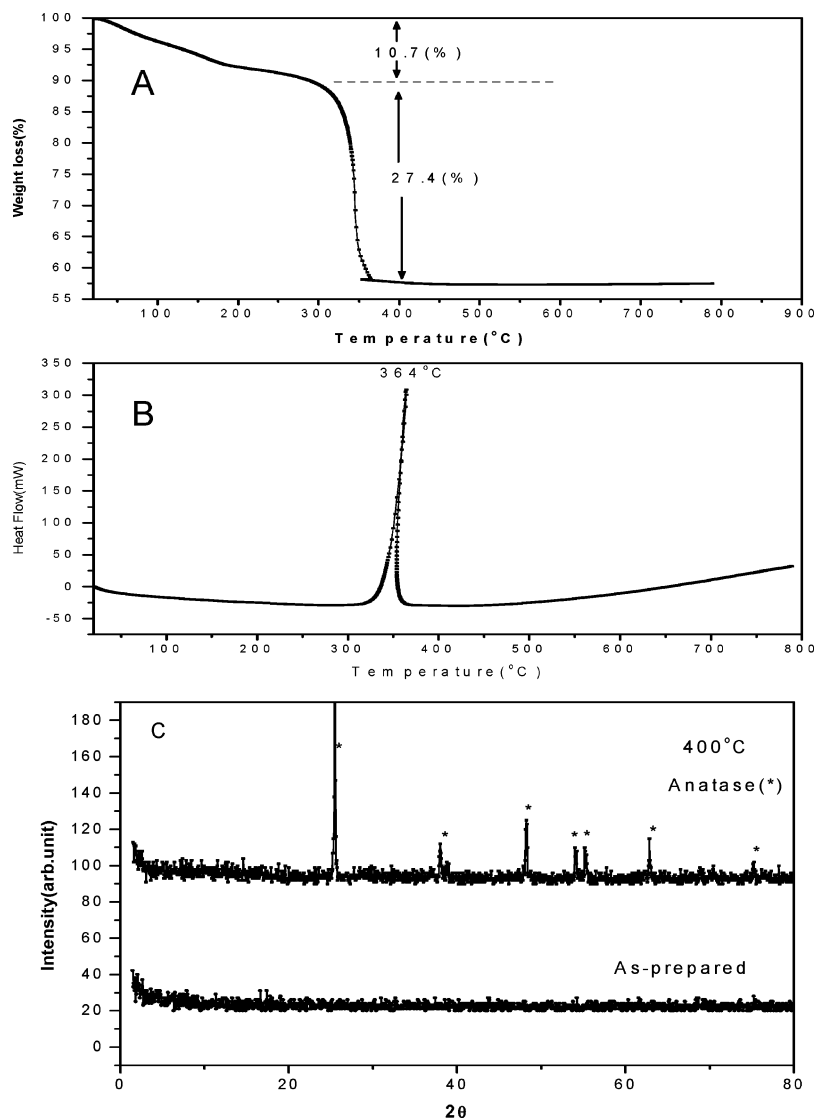 100
10.7(%)
A
90
85
80
75
27.4(%)
70
65
60
55
Weight loss(%)
100 200 300 400 500 600 700 800 900
Temperature(°C)
350
364°C
300
B
250
200
150
100
50
0
-50
Heat Flow(mW)
100 200 300 400 500 600 700 800
Temperature(°C)
C
180
400°C
160
*
Anatase(*)
140
120
* * * * * *
100
80
60
As-prepared
40
20
0
Intensity(arb.unit)
0 20 40 60 80
2θ